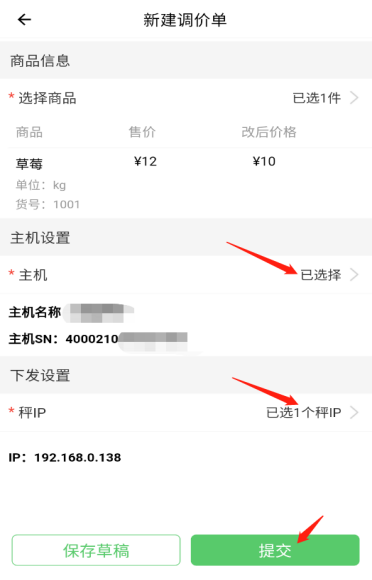 新建调价单
商品信息
* 选择商品 已选1件
商品 售价 改后价格
草莓 ¥12 ¥10
单位：kg
货号：1001
主机设置
* 主机 已选择
主机名称
主机SN：4000210
下发设置
* 秤IP 已选1个秤IP
IP：192.168.0.138
保存草稿 提交